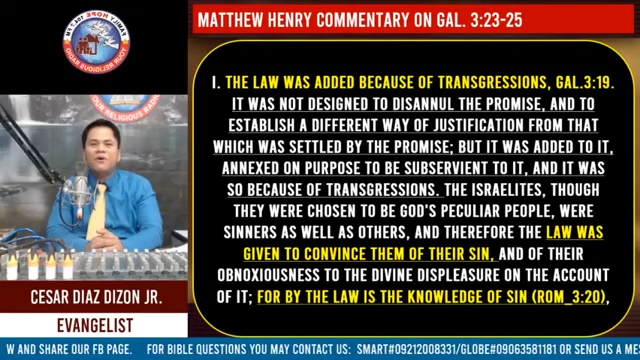 MATTHEW HENRY COMMENTARY ON GAL. 3:23-25
I. THE LAW WAS ADDED BECAUSE OF TRANSGRESSIONS, GAL.3:19.
IT WAS NOT DESIGNED TO DISANNUL THE PROMISE, AND TO
ESTABLISH A DIFFERENT WAY OF JUSTIFICATION FROM THAT
WHICH WAS SETTLED BY THE PROMISE; BUT IT WAS ADDED TO IT,
ANNEXED ON PURPOSE TO BE SUBSERVIENT TO IT, AND IT WAS
SO BECAUSE OF TRANSGRESSIONS. THE ISRAELITES, THOUGH
THEY WERE CHOSEN TO BE GOD'S PECULIAR PEOPLE, WERE
SINNERS AS WELL AS OTHERS, AND THEREFORE THE LAW WAS
GIVEN TO CONVINCE THEM OF THEIR SIN, AND OF THEIR
OBNOXIOUSNESS TO THE DIVINE DISPLEASURE ON THE ACCOUNT
OF IT; FOR BY THE LAW IS THE KNOWLEDGE OF SIN (ROM_3:20),
CESAR DIAZ DIZON JR.
EVANGELIST
W AND SHARE OUR FB PAGE. FOR BIBLE QUESTIONS YOU MAY CONTACT US: SMART#09212008331/GLOBE#09063581181 OR SEND US A MES